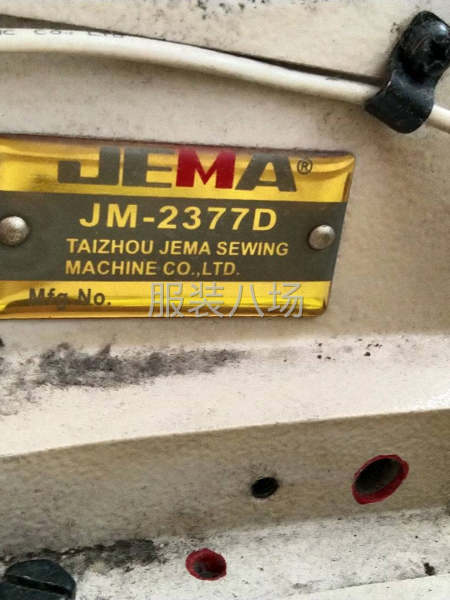 JEMA®
JM-2377D
TAIZHOU JEMA SEWING
MACHINE CO.,LTD.
Mfg No.
服装八场